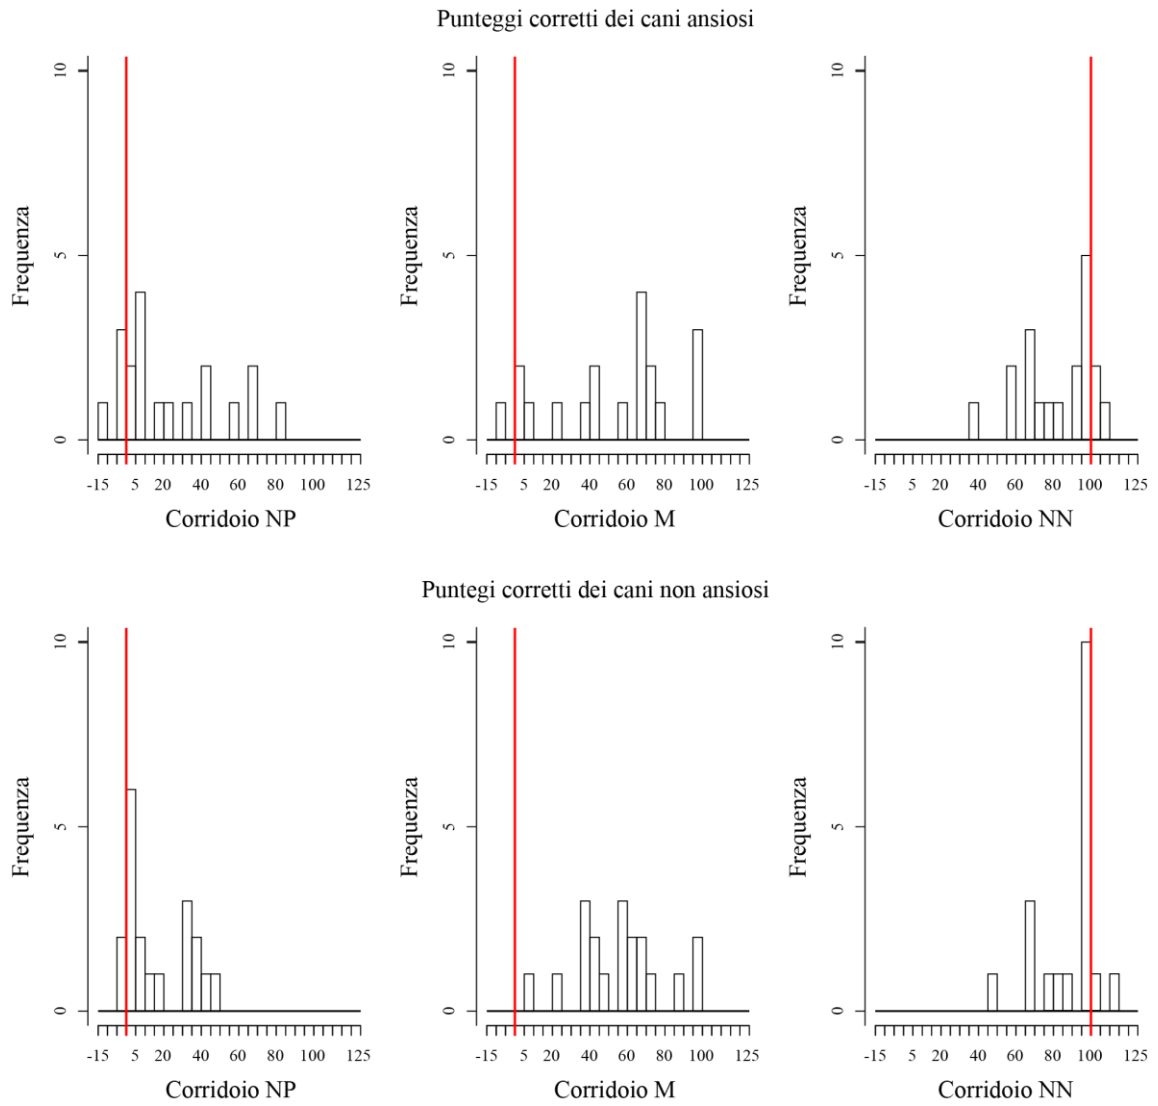 Punteggi corretti dei cani ansiosi
10 10 10
Frequenza Frequenza Frequenza
5 5 5
0 0 0
-15 5 20 40 60 80 100 125 -15 5 20 40 60 80 100 125 -15 5 20 40 60 80 100 125
Corridoio NP Corridoio M Corridoio NN
Puntegi corretti dei cani non ansiosi
10 10 10
Frequenza Frequenza Frequenza
5 5 5
0 0 0
-15 5 20 40 60 80 100 125 -15 5 20 40 60 80 100 125 -15 5 20 40 60 80 100 125
Corridoio NP Corridoio M Corridoio NN